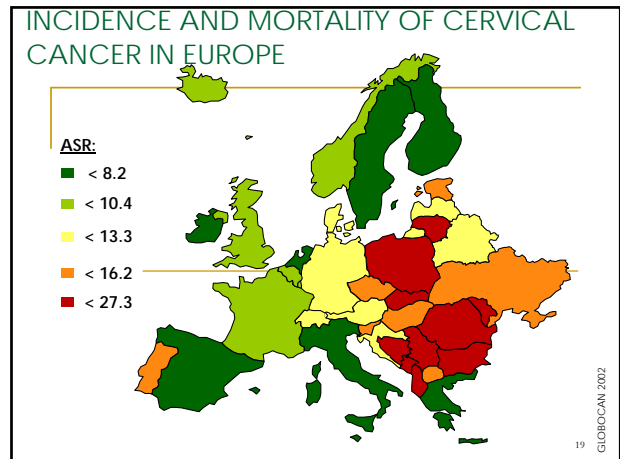 INCIDENCE AND MORTALITY OF CERVICAL
CANCER IN EUROPE
ASR:
< 8.2
< 10.4
< 13.3
< 16.2
< 27.3
GLOBOCAN 2002
19